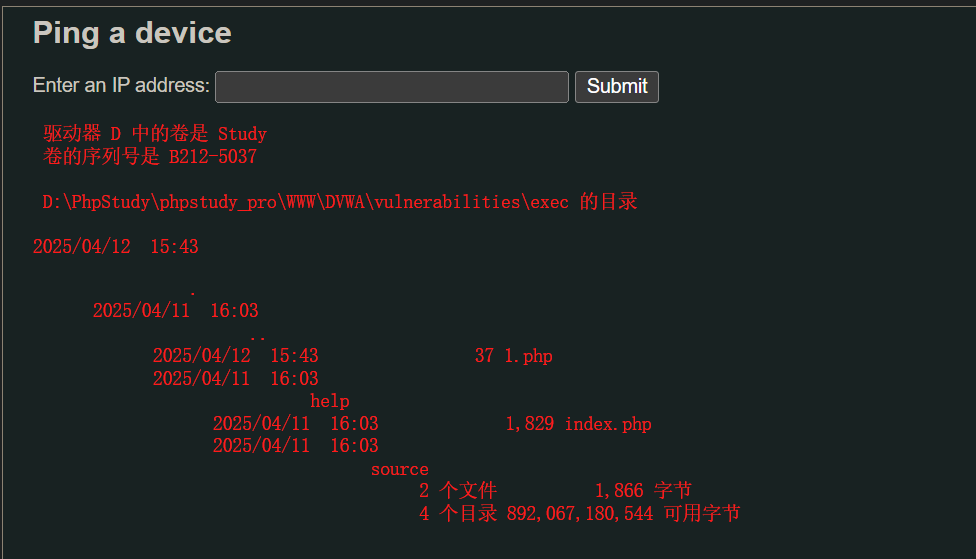 Ping a device
Enter an IP address: Submit
驱动器 D 中的卷是 Study
卷的序列号是 B212-5037
D:\PhpStudy\phpstudy_pro\WWW\DVWA\vulnerabilities\exec 的目录
2025/04/12  15:43
.
2025/04/11  16:03
..
2025/04/12  15:43                37 1.php
2025/04/11  16:03
help
2025/04/11  16:03             1,829 index.php
2025/04/11  16:03
source
2 个文件          1,866 字节
4 个目录 892,067,180,544 可用字节